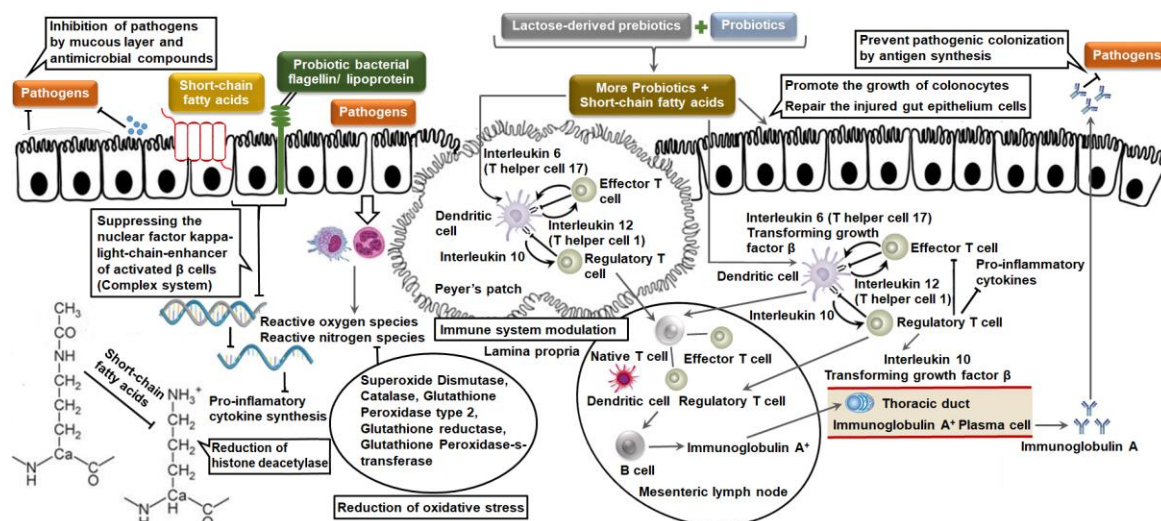 Inhibition of pathogens
by mucous layer and
antimicrobial compounds
Pathogens
Short-chain
fatty acids
Probiotic bacterial
flagellin/ lipoprotein
Pathogens
Lactose-derived prebiotics
Probiotics
More Probiotics +
Short-chain fatty acids
Prevent pathogenic colonization
by antigen synthesis
Pathogens
Promote the growth of colonocytes
Repair the injured gut epithelium cells
Suppressing the
nuclear factor kappa-
light-chain-enhancer
of activated β cells
(Complex system)
Reactive oxygen species
Reactive nitrogen species
Pro-inflamatory
cytokine synthesis
CH₃
O=C
NH
CH₂
CH₂
CH₂
CH₂
Ca
N
H
C
O
Short-chain
fatty acids
NH₃⁺
CH₂
CH₂
CH₂
CH₂
Ca
H
N
H
C
O
Reduction of
histone deacetylase
Superoxide Dismutase,
Catalase, Glutathione
Peroxidase type 2,
Glutathione reductase,
Glutathione Peroxidase-s-
transferase
Reduction of oxidative stress
Interleukin 6
(T helper cell 17)
Effector T
cell
Dendritic
cell
Interleukin 12
(T helper cell 1)
Interleukin 10
Regulatory T
cell
Peyer's patch
Immune system modulation
Lamina propria
Native T cell
Effector T cell
Dendritic cell
Regulatory T cell
B cell
Immunoglobulin A⁺
Mesenteric lymph node
Interleukin 6 (T helper cell 17)
Transforming growth
factor β
Effector T cell
Dendritic cell
Pro-inflammatory
cytokines
Interleukin 12
(T helper cell 1)
Interleukin 10
Regulatory T cell
Interleukin 10
Transforming growth factor β
Thoracic duct
Immunoglubulin A⁺ Plasma cell
Immunoglobulin A